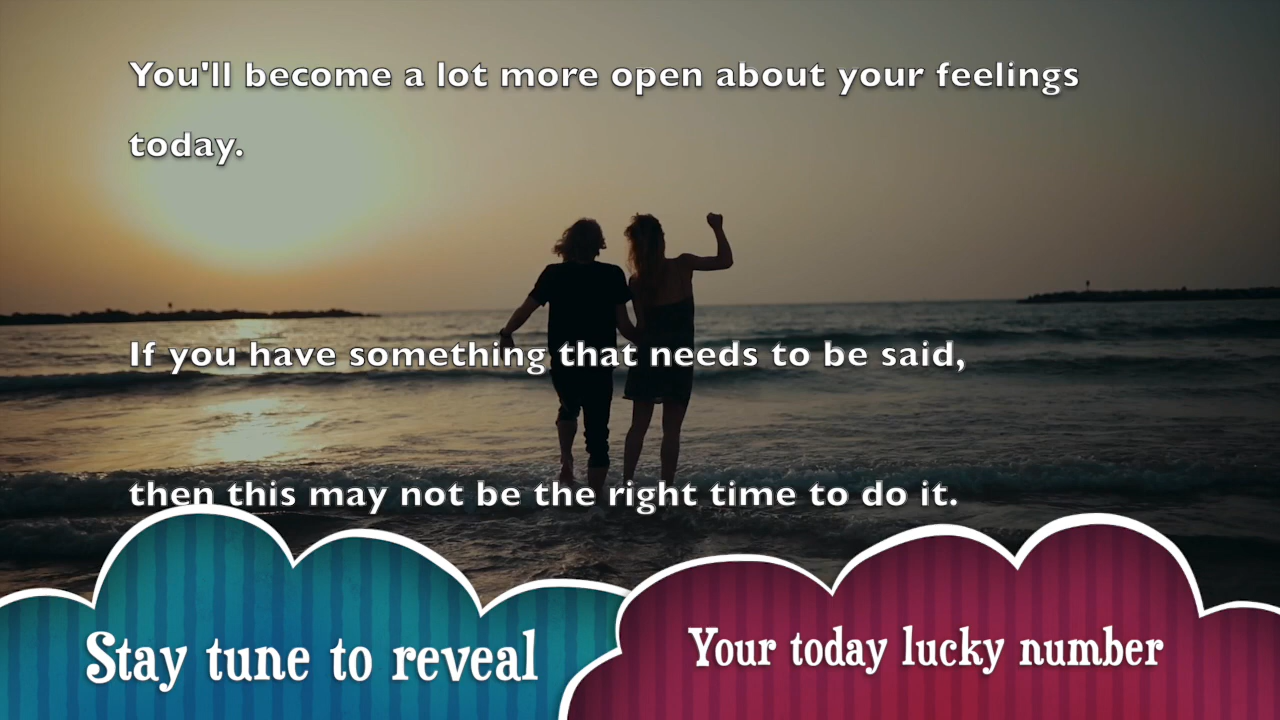 You'll become a lot more open about your feelings
today.
If you have something that needs to be said,
then this may not be the right time to do it.
Stay tune to reveal
Your today lucky number